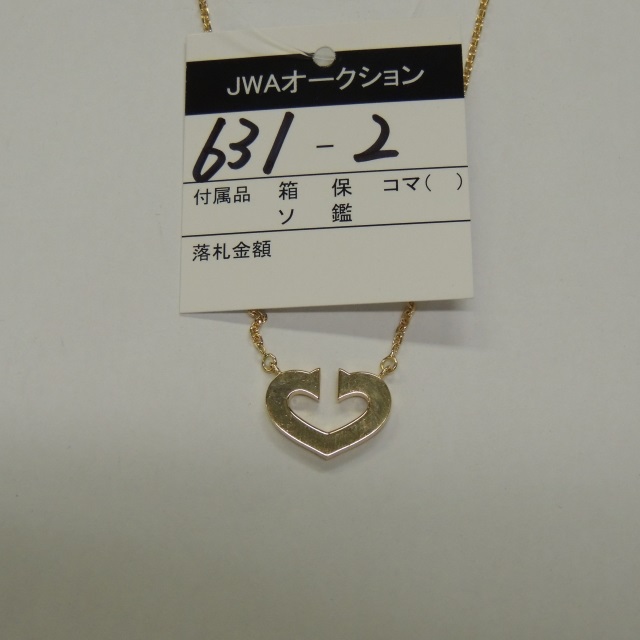 JWAオークション
631-2
付属品 箱 保 コマ( )
ソ 鑑
落札金額